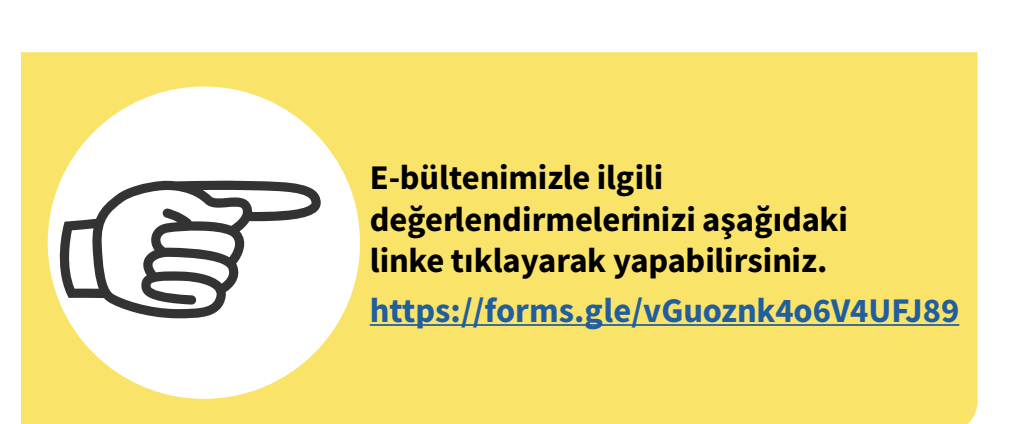 E-bültenimizle ilgili
değerlendirmelerinizi aşağıdaki
linke tıklayarak yapabilirsiniz.
https://forms.gle/vGuoznk4o6V4UFJ89